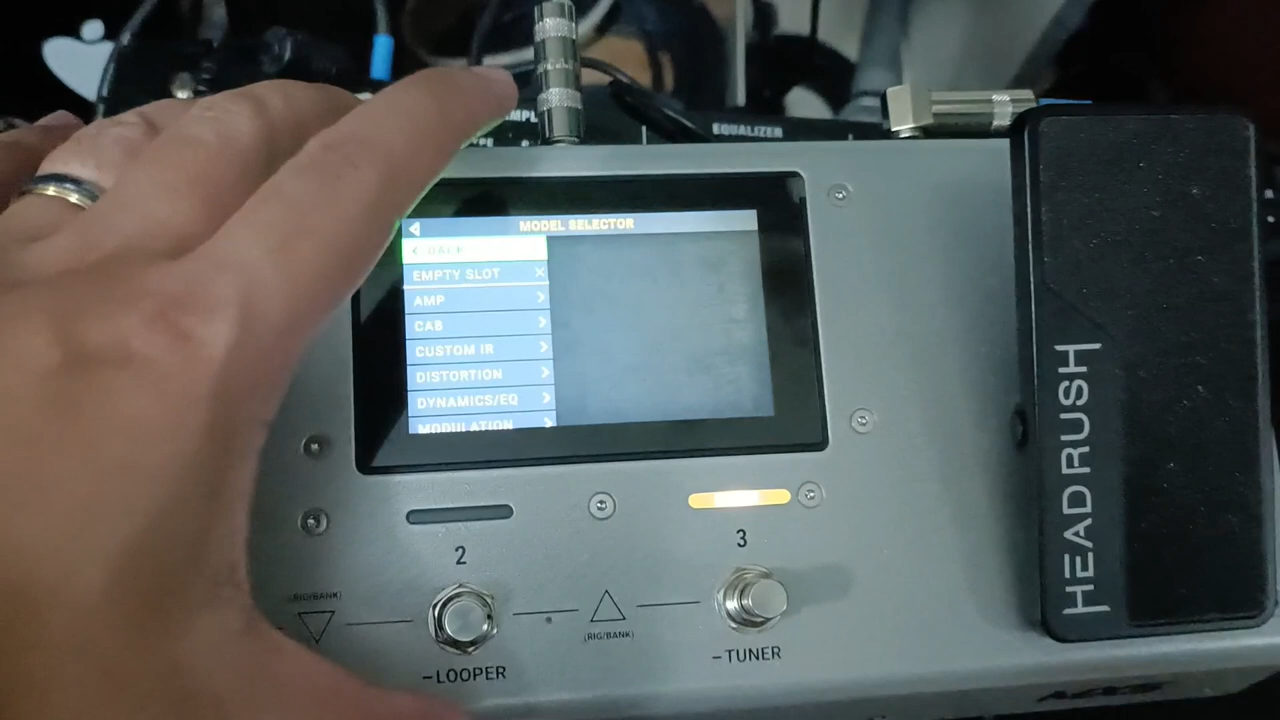 EQUALIZER
MODEL SELECTOR
< BACK
EMPTY SLOT ×
AMP >
CAB >
CUSTOM IR >
DISTORTION >
DYNAMICS/EQ >
MODULATION >
HEADRUSH
2
3
(RIG/BANK)
(RIG/BANK)
–LOOPER
–TUNER